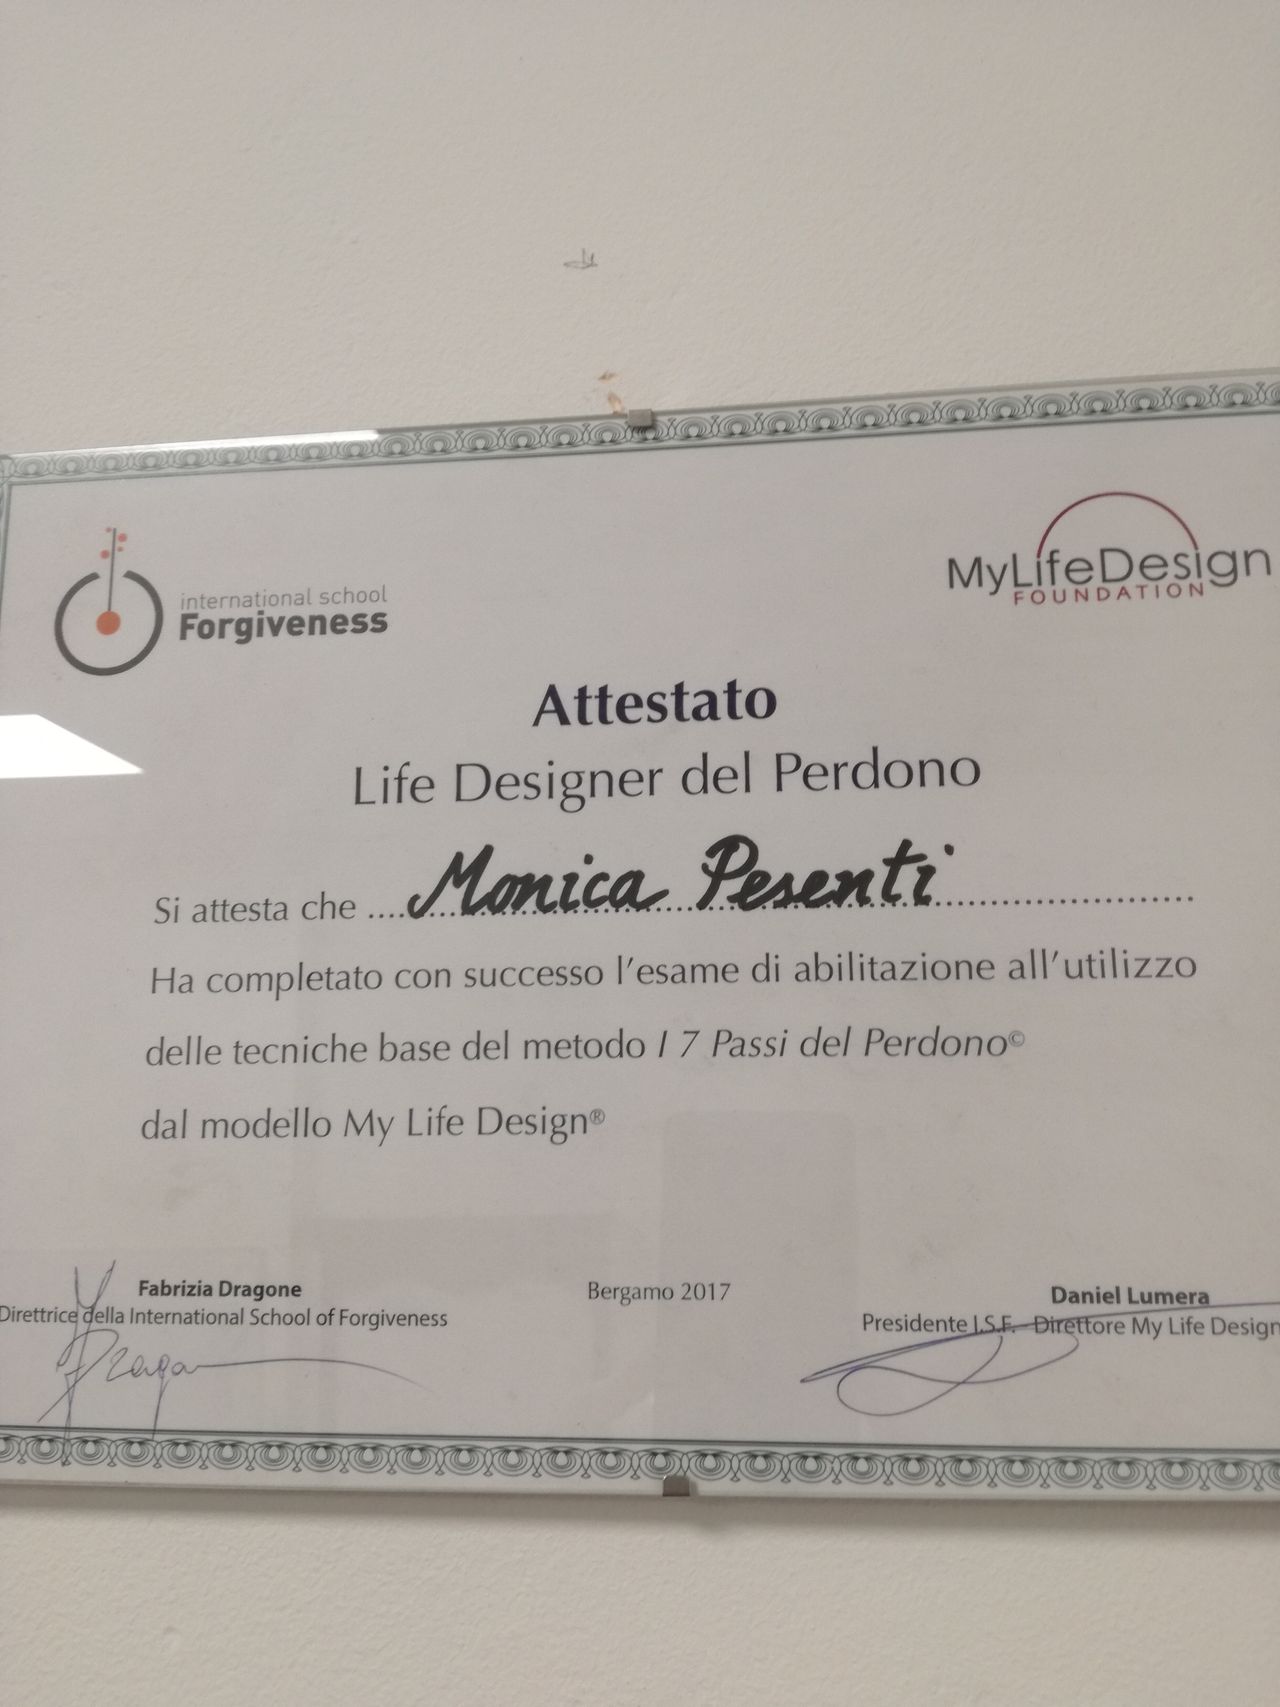 international school
Forgiveness
MyLifeDesign
FOUNDATION
Attestato
Life Designer del Perdono
Si attesta che ....Monica Pesenti....
Ha completato con successo l'esame di abilitazione all'utilizzo
delle tecniche base del metodo I 7 Passi del Perdono©
dal modello My Life Design®
Fabrizia Dragone
Direttrice della International School of Forgiveness
Bergamo 2017
Daniel Lumera
Presidente I.S.F. - Direttore My Life Design